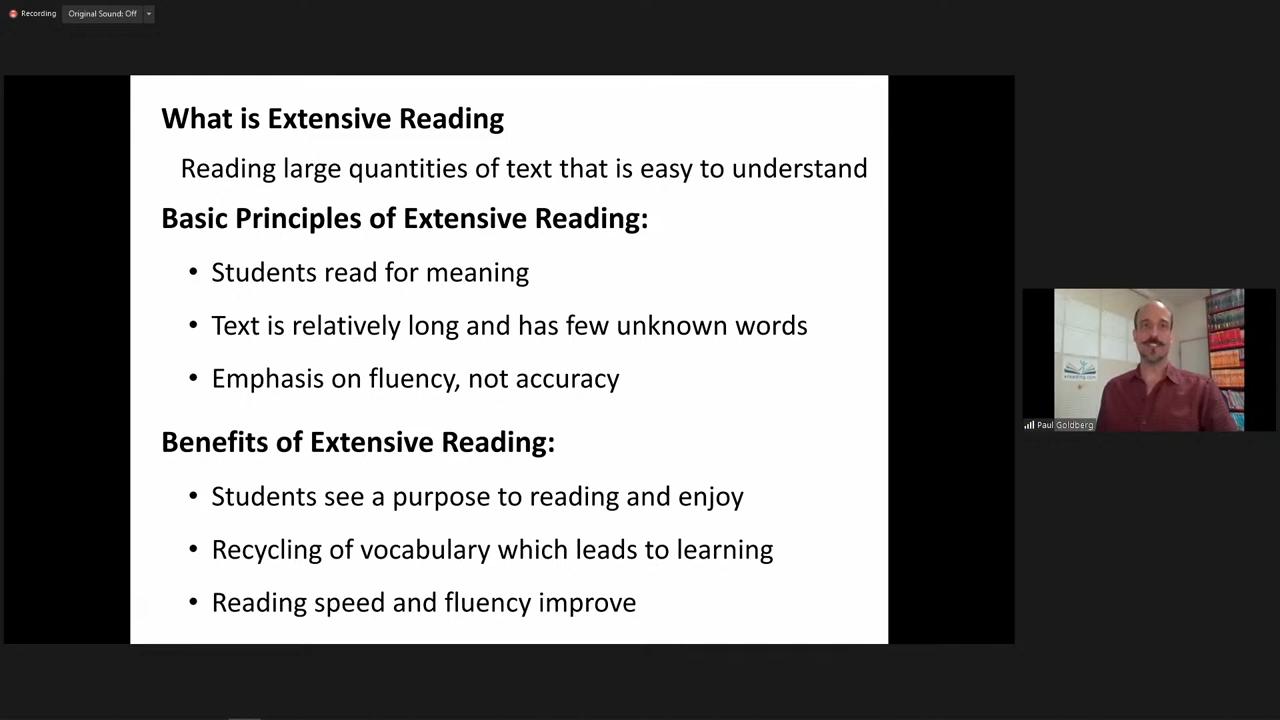 Recording
Original Sound: Off
What is Extensive Reading
Reading large quantities of text that is easy to understand
Basic Principles of Extensive Reading:
• Students read for meaning
• Text is relatively long and has few unknown words
• Emphasis on fluency, not accuracy
Benefits of Extensive Reading:
• Students see a purpose to reading and enjoy
• Recycling of vocabulary which leads to learning
• Reading speed and fluency improve
Paul Goldberg